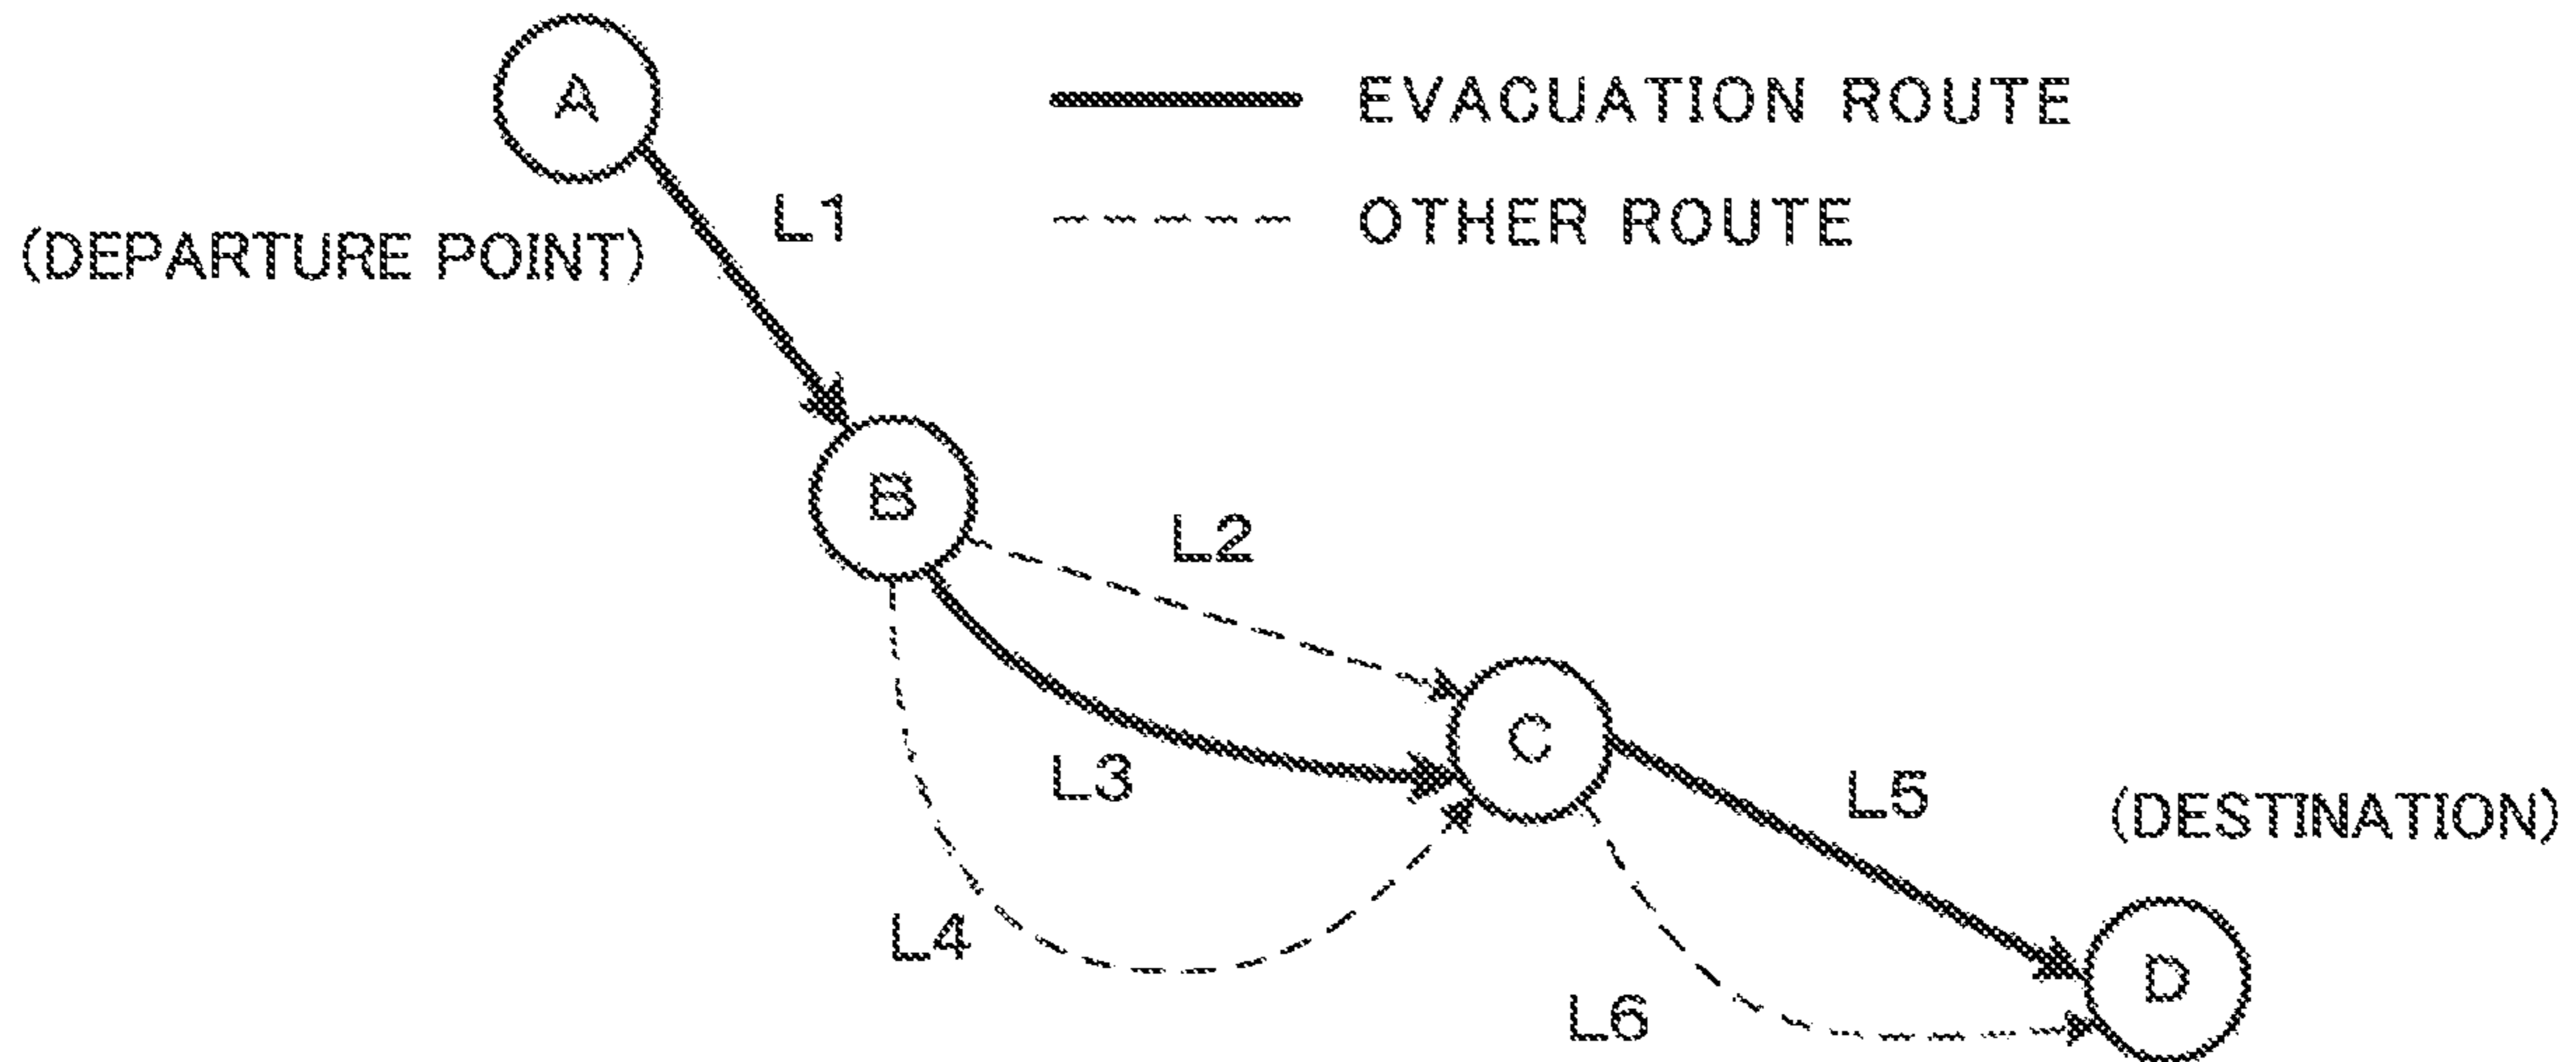 A
EVACUATION ROUTE
L1
OTHER ROUTE
(DEPARTURE POINT)
B
L2
C
L3
L5
(DESTINATION)
L4
D
L6